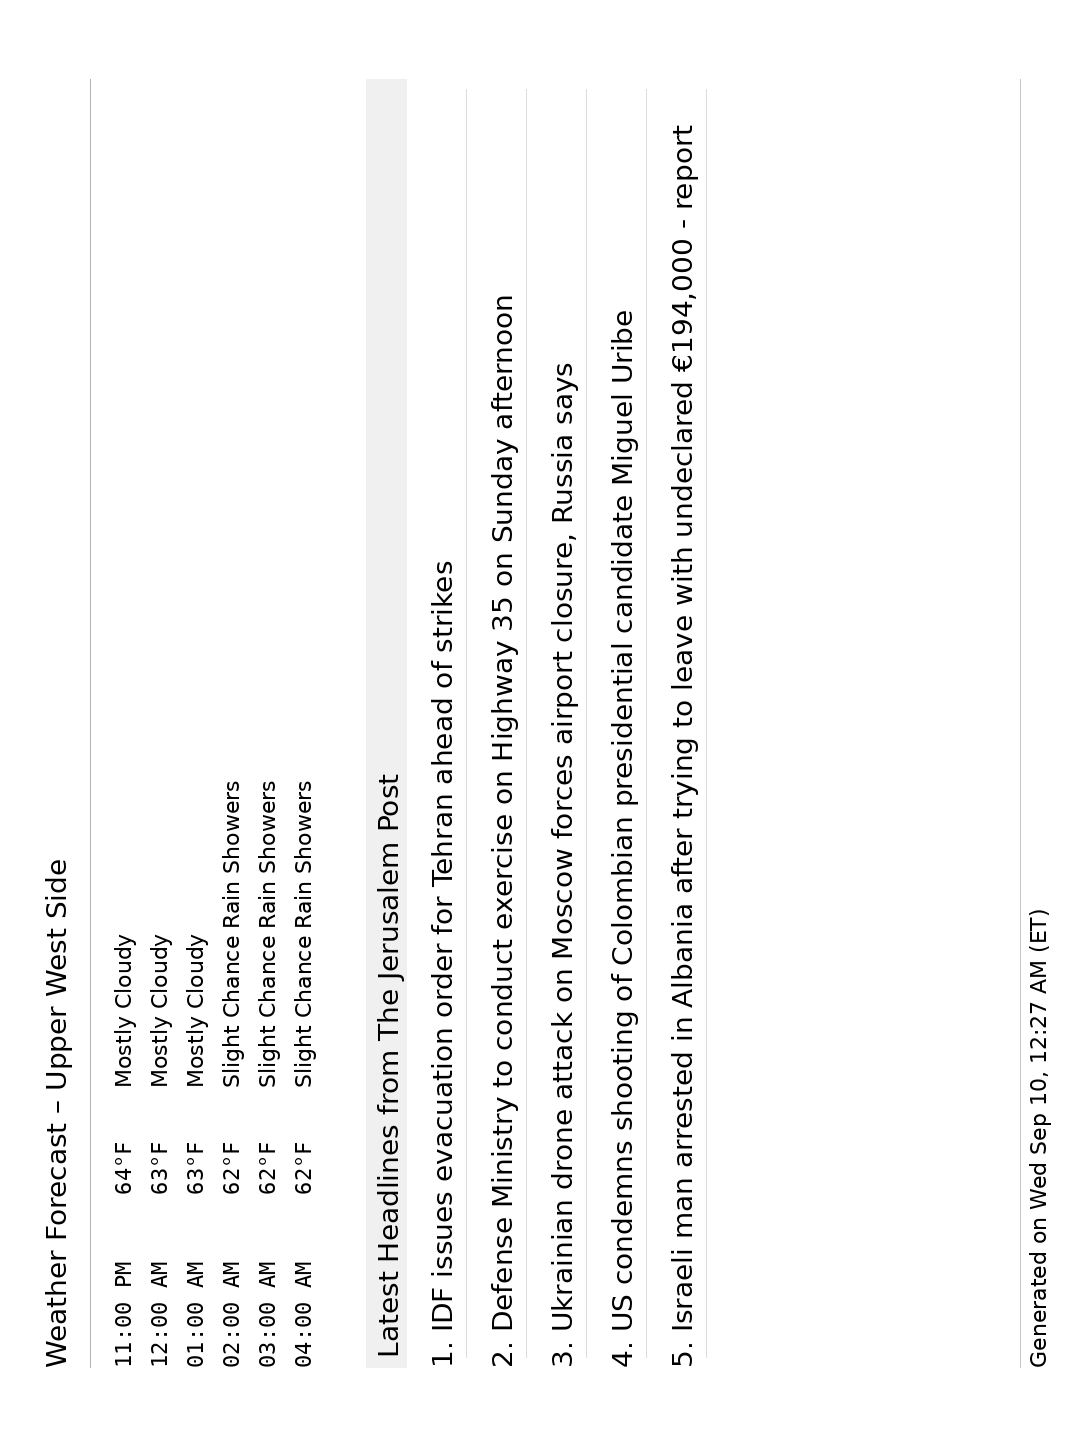 Weather Forecast – Upper West Side
11:00 PM 64°F Mostly Cloudy
12:00 AM 63°F Mostly Cloudy
01:00 AM 63°F Mostly Cloudy
02:00 AM 62°F Slight Chance Rain Showers
03:00 AM 62°F Slight Chance Rain Showers
04:00 AM 62°F Slight Chance Rain Showers
Latest Headlines from The Jerusalem Post
1. IDF issues evacuation order for Tehran ahead of strikes
2. Defense Ministry to conduct exercise on Highway 35 on Sunday afternoon
3. Ukrainian drone attack on Moscow forces airport closure, Russia says
4. US condemns shooting of Colombian presidential candidate Miguel Uribe
5. Israeli man arrested in Albania after trying to leave with undeclared €194,000 - report
Generated on Wed Sep 10, 12:27 AM (ET)